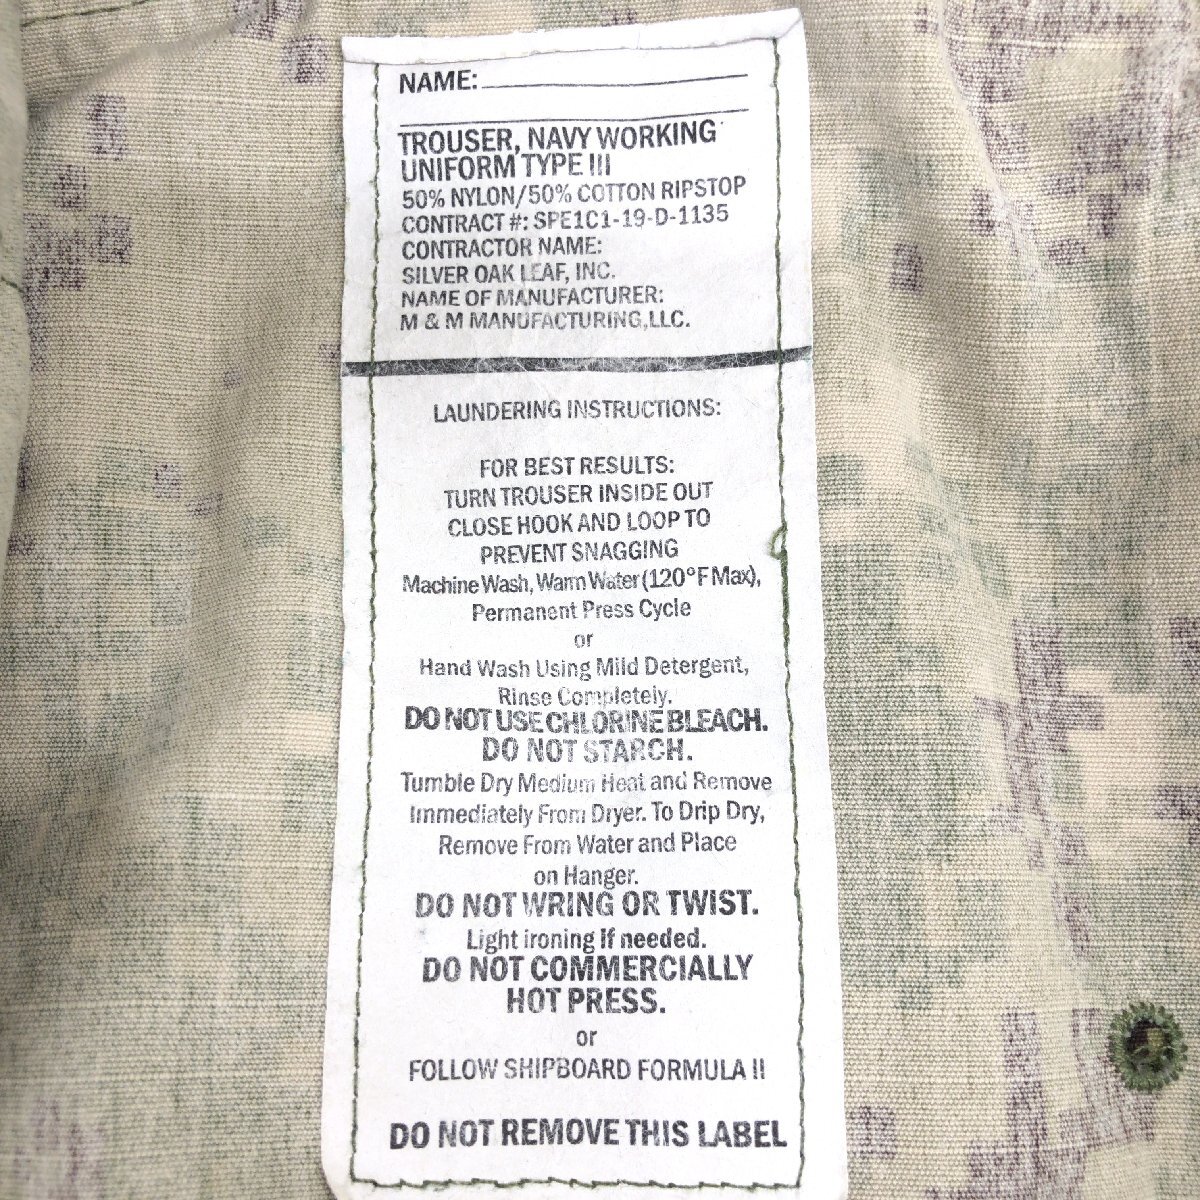 NAME:
TROUSER, NAVY WORKING
UNIFORM TYPE III
50% NYLON/50% COTTON RIPSTOP
CONTRACT #: SPE1C1-19-D-1135
CONTRACTOR NAME:
SILVER OAK LEAF, INC.
NAME OF MANUFACTURER:
M & M MANUFACTURING,LLC.
LAUNDERING INSTRUCTIONS:
FOR BEST RESULTS:
TURN TROUSER INSIDE OUT
CLOSE HOOK AND LOOP TO
PREVENT SNAGGING
Machine Wash, Warm Water (120°F Max),
Permanent Press Cycle
or
Hand Wash Using Mild Detergent,
Rinse Completely.
DO NOT USE CHLORINE BLEACH.
DO NOT STARCH.
Tumble Dry Medium Heat and Remove
Immediately From Dryer. To Drip Dry,
Remove From Water and Place
on Hanger.
DO NOT WRING OR TWIST.
Light ironing if needed.
DO NOT COMMERCIALLY
HOT PRESS.
or
FOLLOW SHIPBOARD FORMULA II
DO NOT REMOVE THIS LABEL